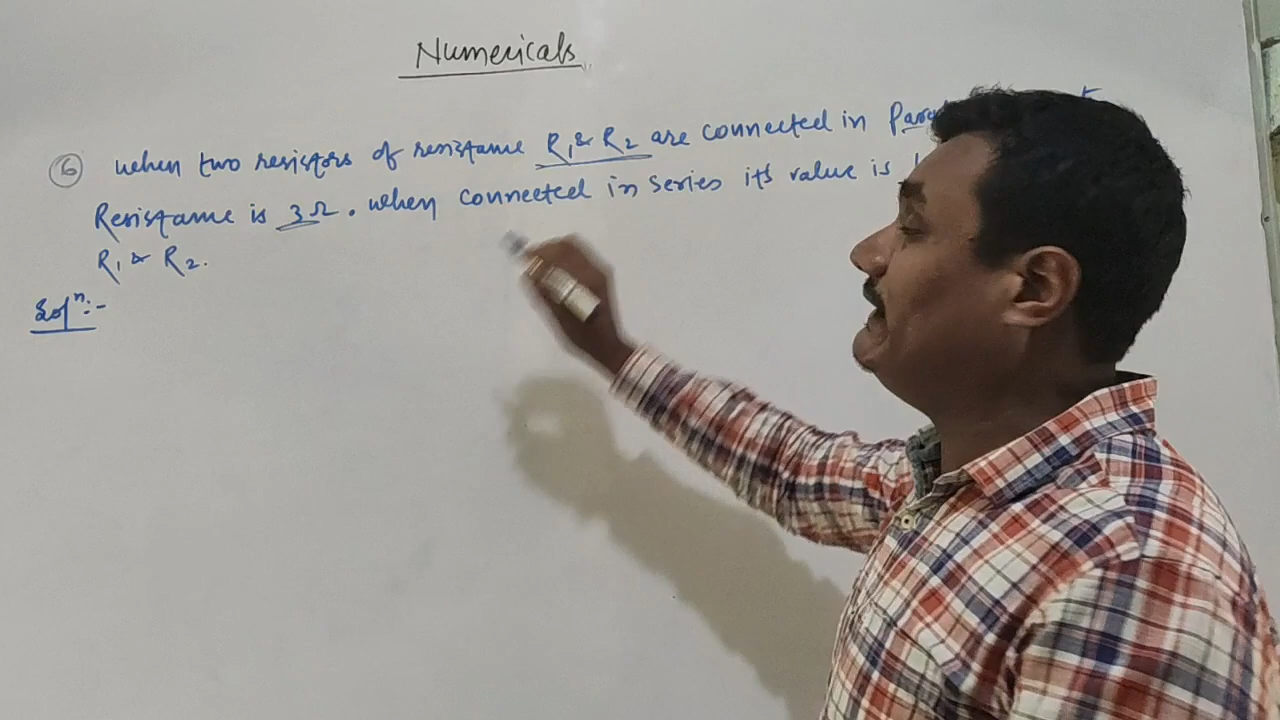 Numericals
(6) When two resistors of resistance R₁ & R₂ are connected in
Resistance is 3Ω. When connected in series its value is
R₁ & R₂.
Solⁿ:-